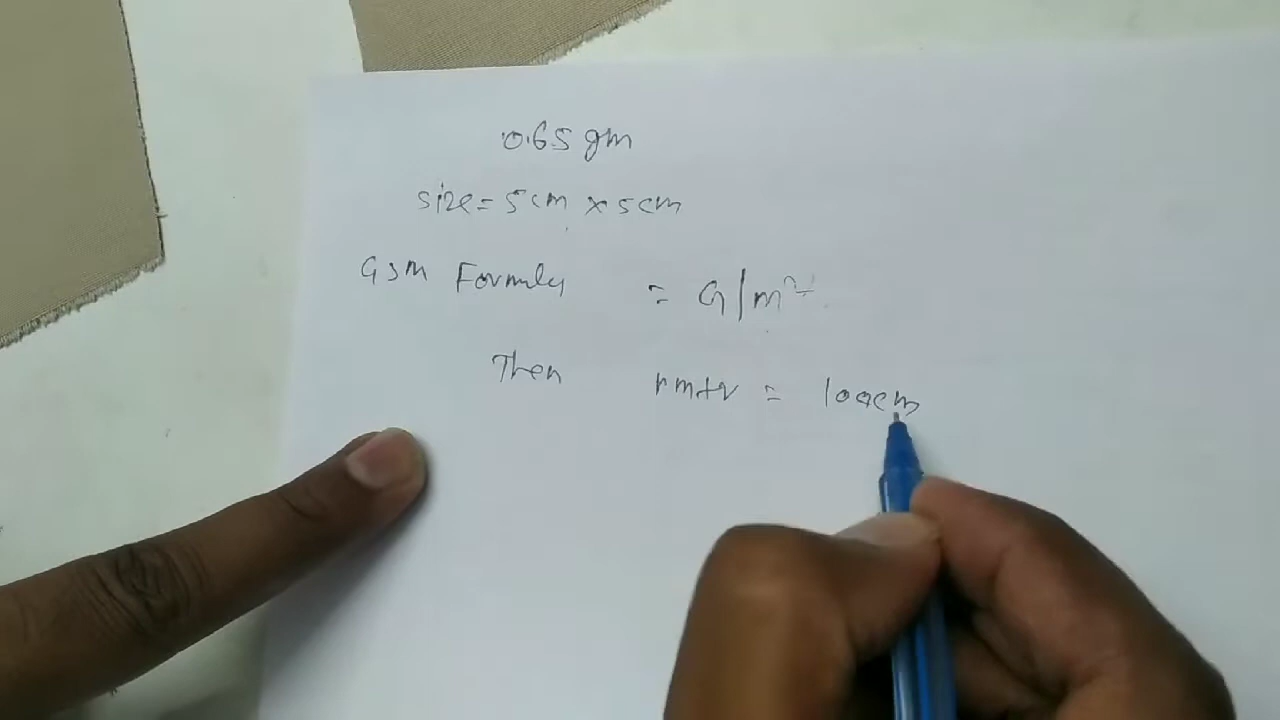 0.65 gm
Size = 5cm x 5cm
GSM Formula = G/m²
Then 1mtr = 100cm